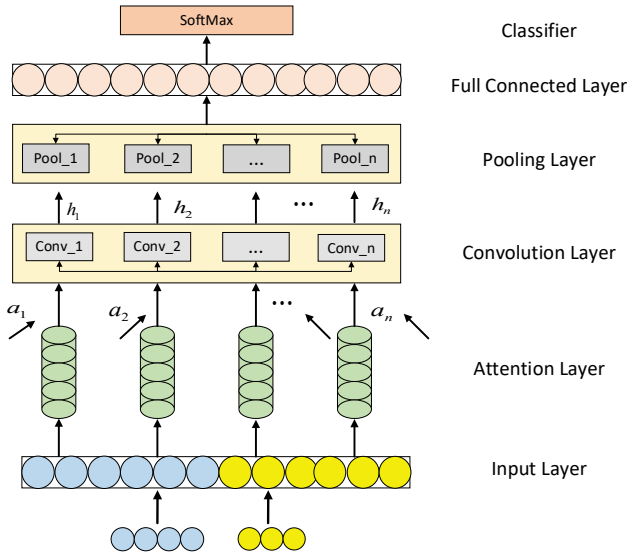 SoftMax
Classifier
Full Connected Layer
Pool_1 Pool_2 ... Pool_n
Pooling Layer
h₁ h₂ ... hₙ
Conv_1 Conv_2 ... Conv_n
Convolution Layer
a₁ a₂ ... aₙ
Attention Layer
Input Layer